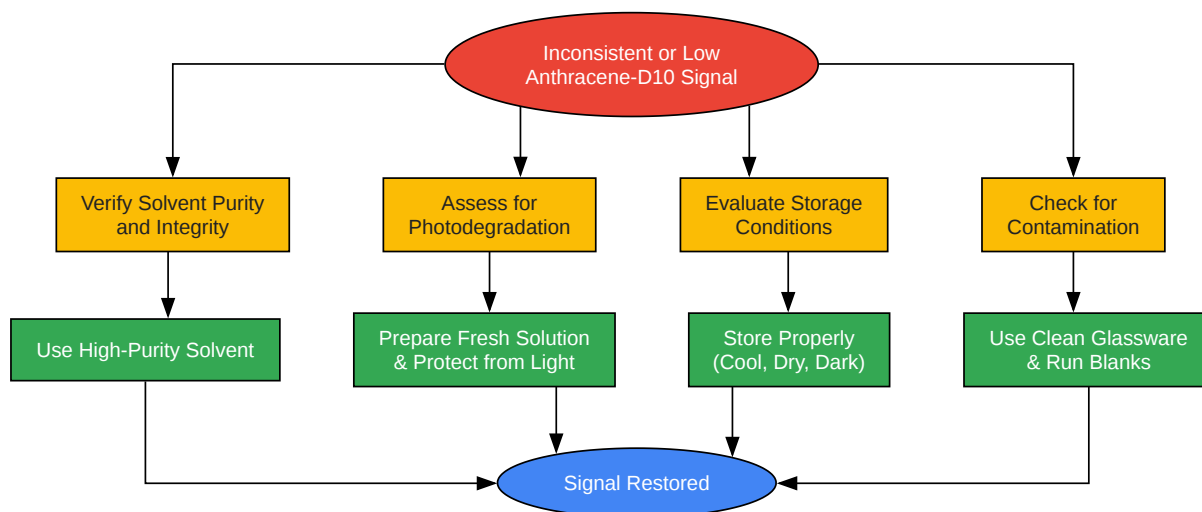 Inconsistent or Low
Anthracene-D10 Signal
Verify Solvent Purity
and Integrity
Assess for
Photodegradation
Evaluate Storage
Conditions
Check for
Contamination
Use High-Purity Solvent
Prepare Fresh Solution
& Protect from Light
Store Properly
(Cool, Dry, Dark)
Use Clean Glassware
& Run Blanks
Signal Restored